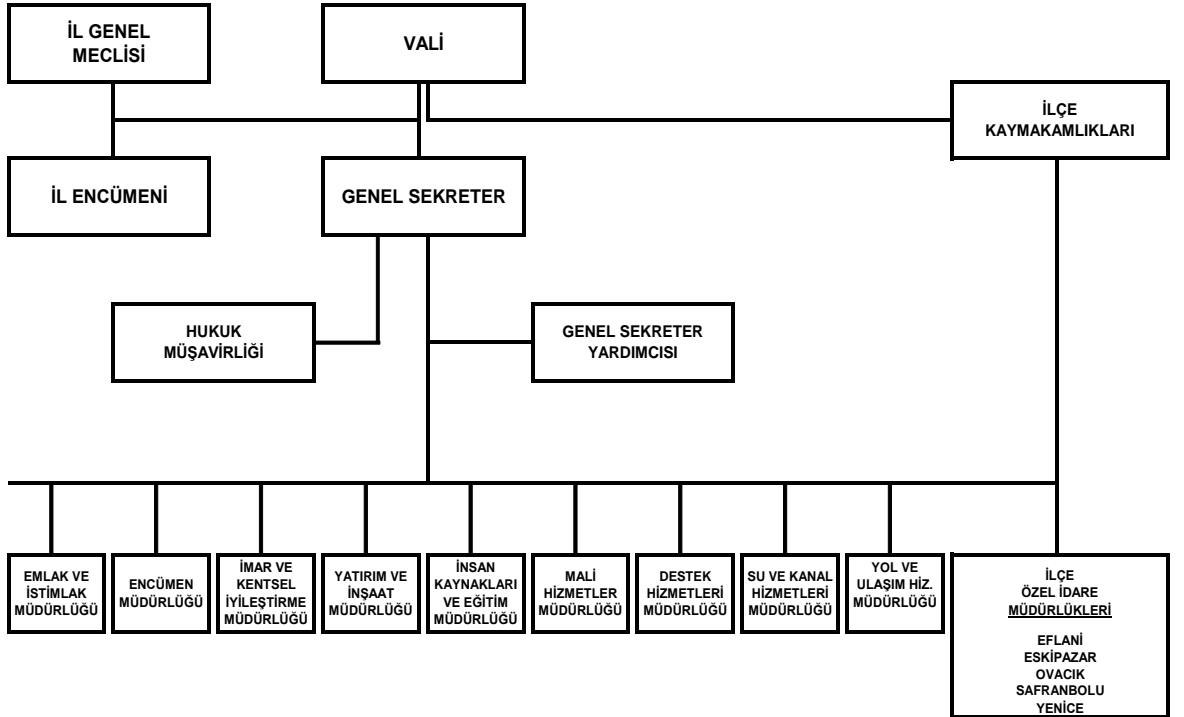 İL GENEL
MECLİSİ
VALİ
İLÇE
KAYMAKAMLIKLARI
İL ENCÜMENİ
GENEL SEKRETER
HUKUK
MÜŞAVİRLİĞİ
GENEL SEKRETER
YARDIMCISI
EMLAK VE
İSTİMLAK
MÜDÜRLÜĞÜ
ENCÜMEN
MÜDÜRLÜĞÜ
İMAR VE
KENTSEL
İYİLEŞTİRME
MÜDÜRLÜĞÜ
YATIRIM VE
İNŞAAT
MÜDÜRLÜĞÜ
İNSAN
KAYNAKLARI
VE EĞİTİM
MÜDÜRLÜĞÜ
MALİ
HİZMETLER
MÜDÜRLÜĞÜ
DESTEK
HİZMETLERİ
MÜDÜRLÜĞÜ
SU VE KANAL
HİZMETLERİ
MÜDÜRLÜĞÜ
YOL VE
ULAŞIM HİZ.
MÜDÜRLÜĞÜ
İLÇE
ÖZEL İDARE
MÜDÜRLÜKLERİ
EFLANİ
ESKİPAZAR
OVACIK
SAFRANBOLU
YENİCE